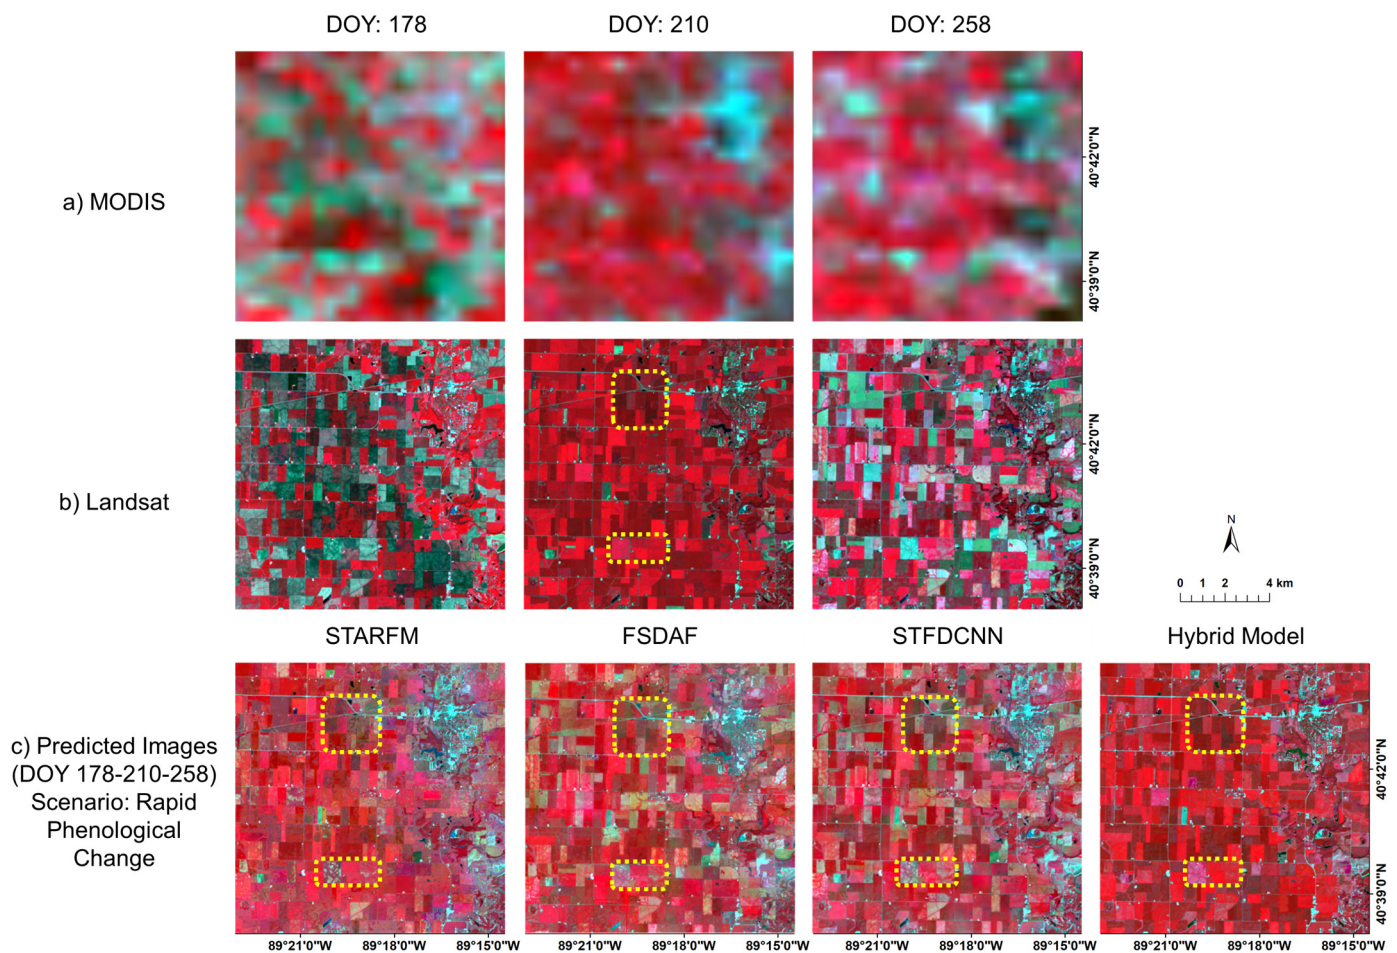 DOY: 178
DOY: 210
DOY: 258
a) MODIS
40°42'0"N
40°39'0"N
b) Landsat
40°42'0"N
40°39'0"N
N
0 1 2 4 km
STARFM
FSDAF
STFDCNN
Hybrid Model
c) Predicted Images
(DOY 178-210-258)
Scenario: Rapid
Phenological
Change
40°42'0"N
40°39'0"N
89°21'0"W 89°18'0"W 89°15'0"W
89°21'0"W 89°18'0"W 89°15'0"W
89°21'0"W 89°18'0"W 89°15'0"W
89°21'0"W 89°18'0"W 89°15'0"W